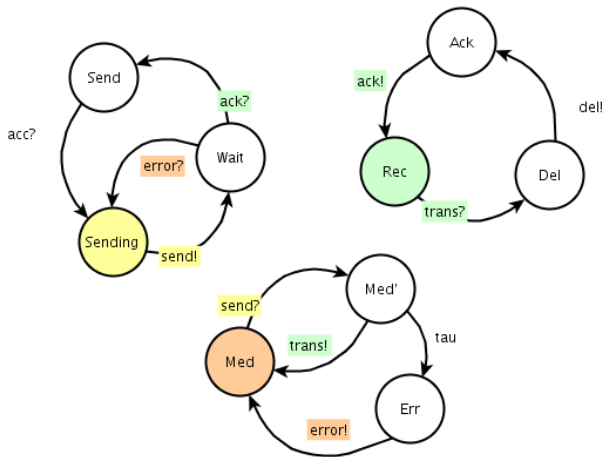 Send
acc?
ack?
error?
Wait
Sending
send!
Ack
ack!
del!
Rec
Del
trans?
Med'
send?
trans!
tau
Med
Err
error!